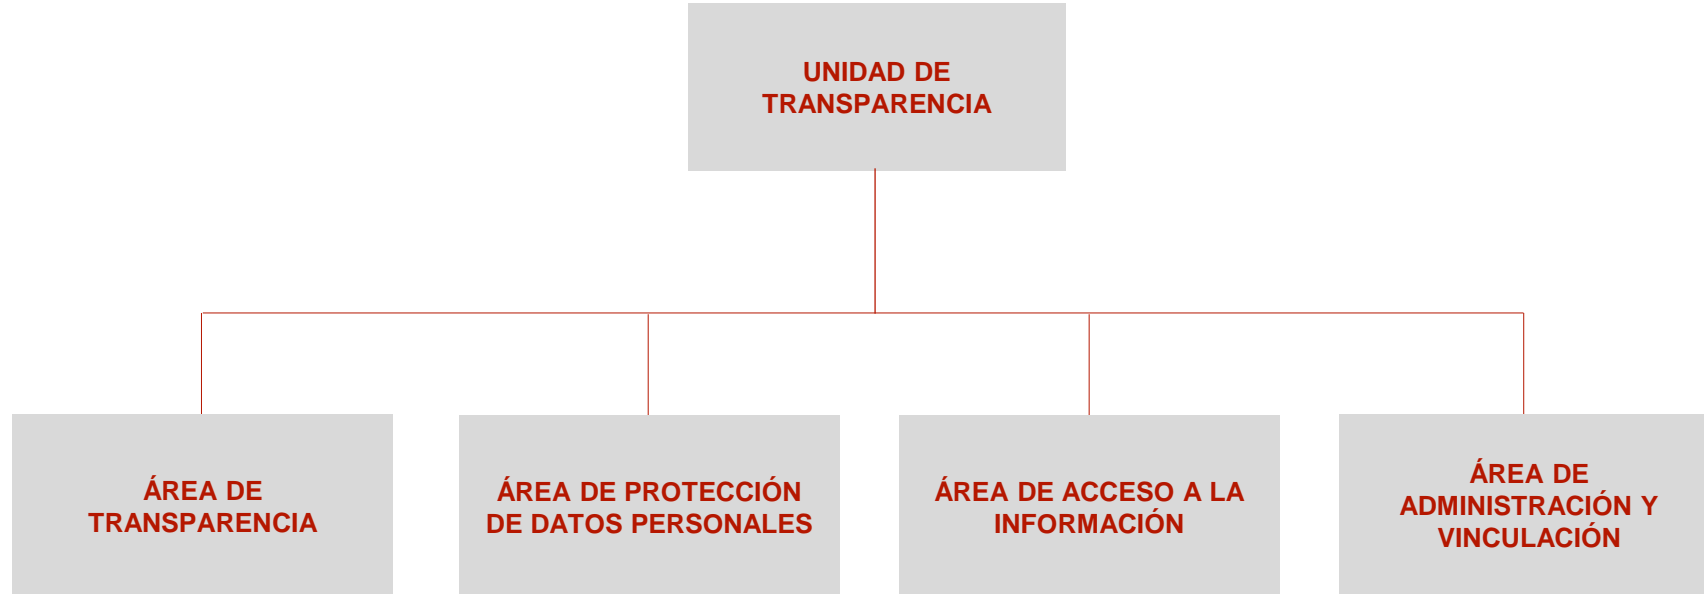 UNIDAD DE
TRANSPARENCIA
ÁREA DE
TRANSPARENCIA
ÁREA DE PROTECCIÓN
DE DATOS PERSONALES
ÁREA DE ACCESO A LA
INFORMACIÓN
ÁREA DE
ADMINISTRACIÓN Y
VINCULACIÓN